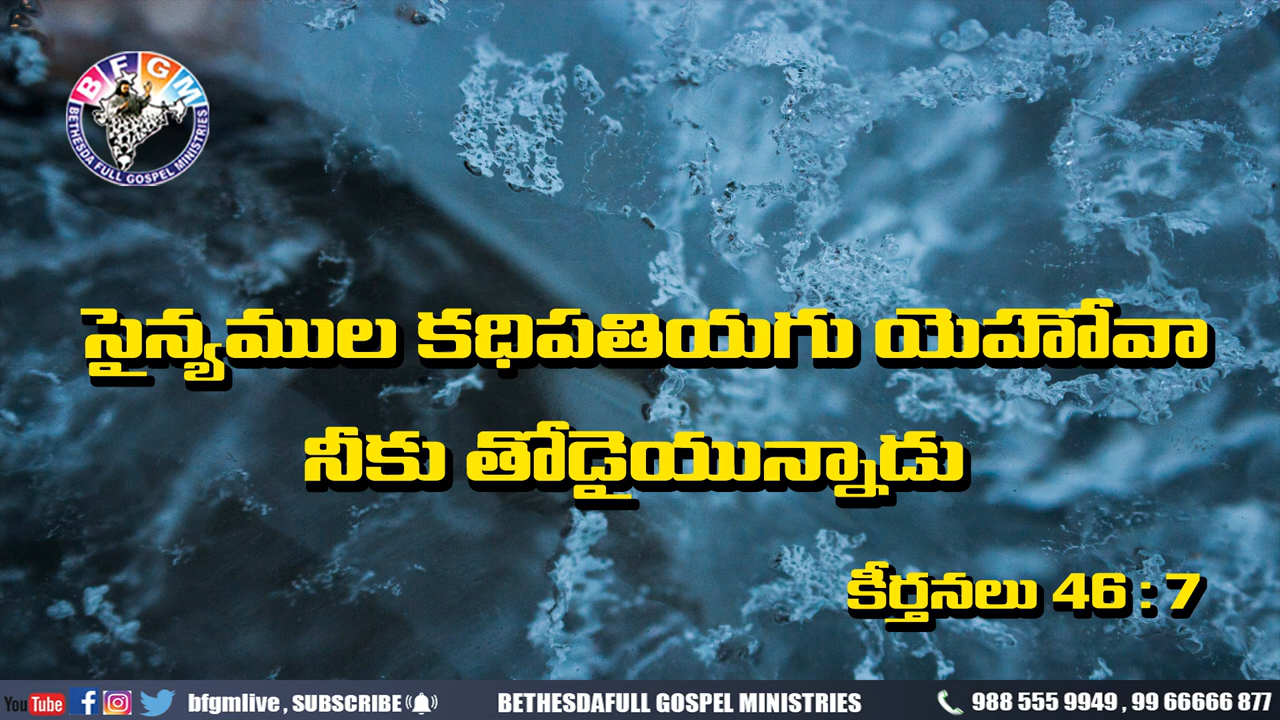 BFGM
BETHESDA FULL GOSPEL MINISTRIES
సైన్యముల కధిపతియగు యెహోవా
నీకు తోడైయున్నాడు
కీర్తనలు 46 : 7
YouTube bfgmlive , SUBSCRIBE BETHESDAFULL GOSPEL MINISTRIES 988 555 9949 , 99 66666 877